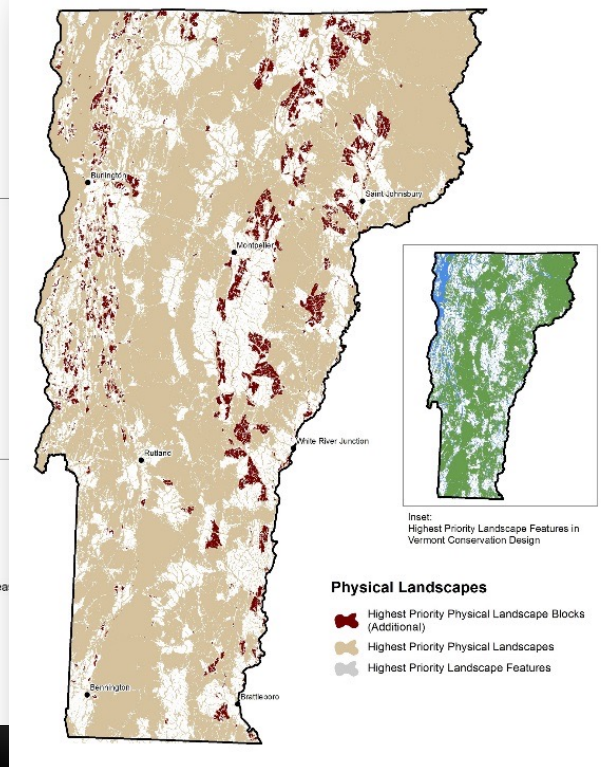 Burlington
Saint Johnsbury
Montpelier
White River Junction
Rutland
Inset:
Highest Priority Landscape Features in
Vermont Conservation Design
Physical Landscapes
Highest Priority Physical Landscape Blocks
(Additional)
Highest Priority Physical Landscapes
Highest Priority Landscape Features
Bennington
Brattleboro